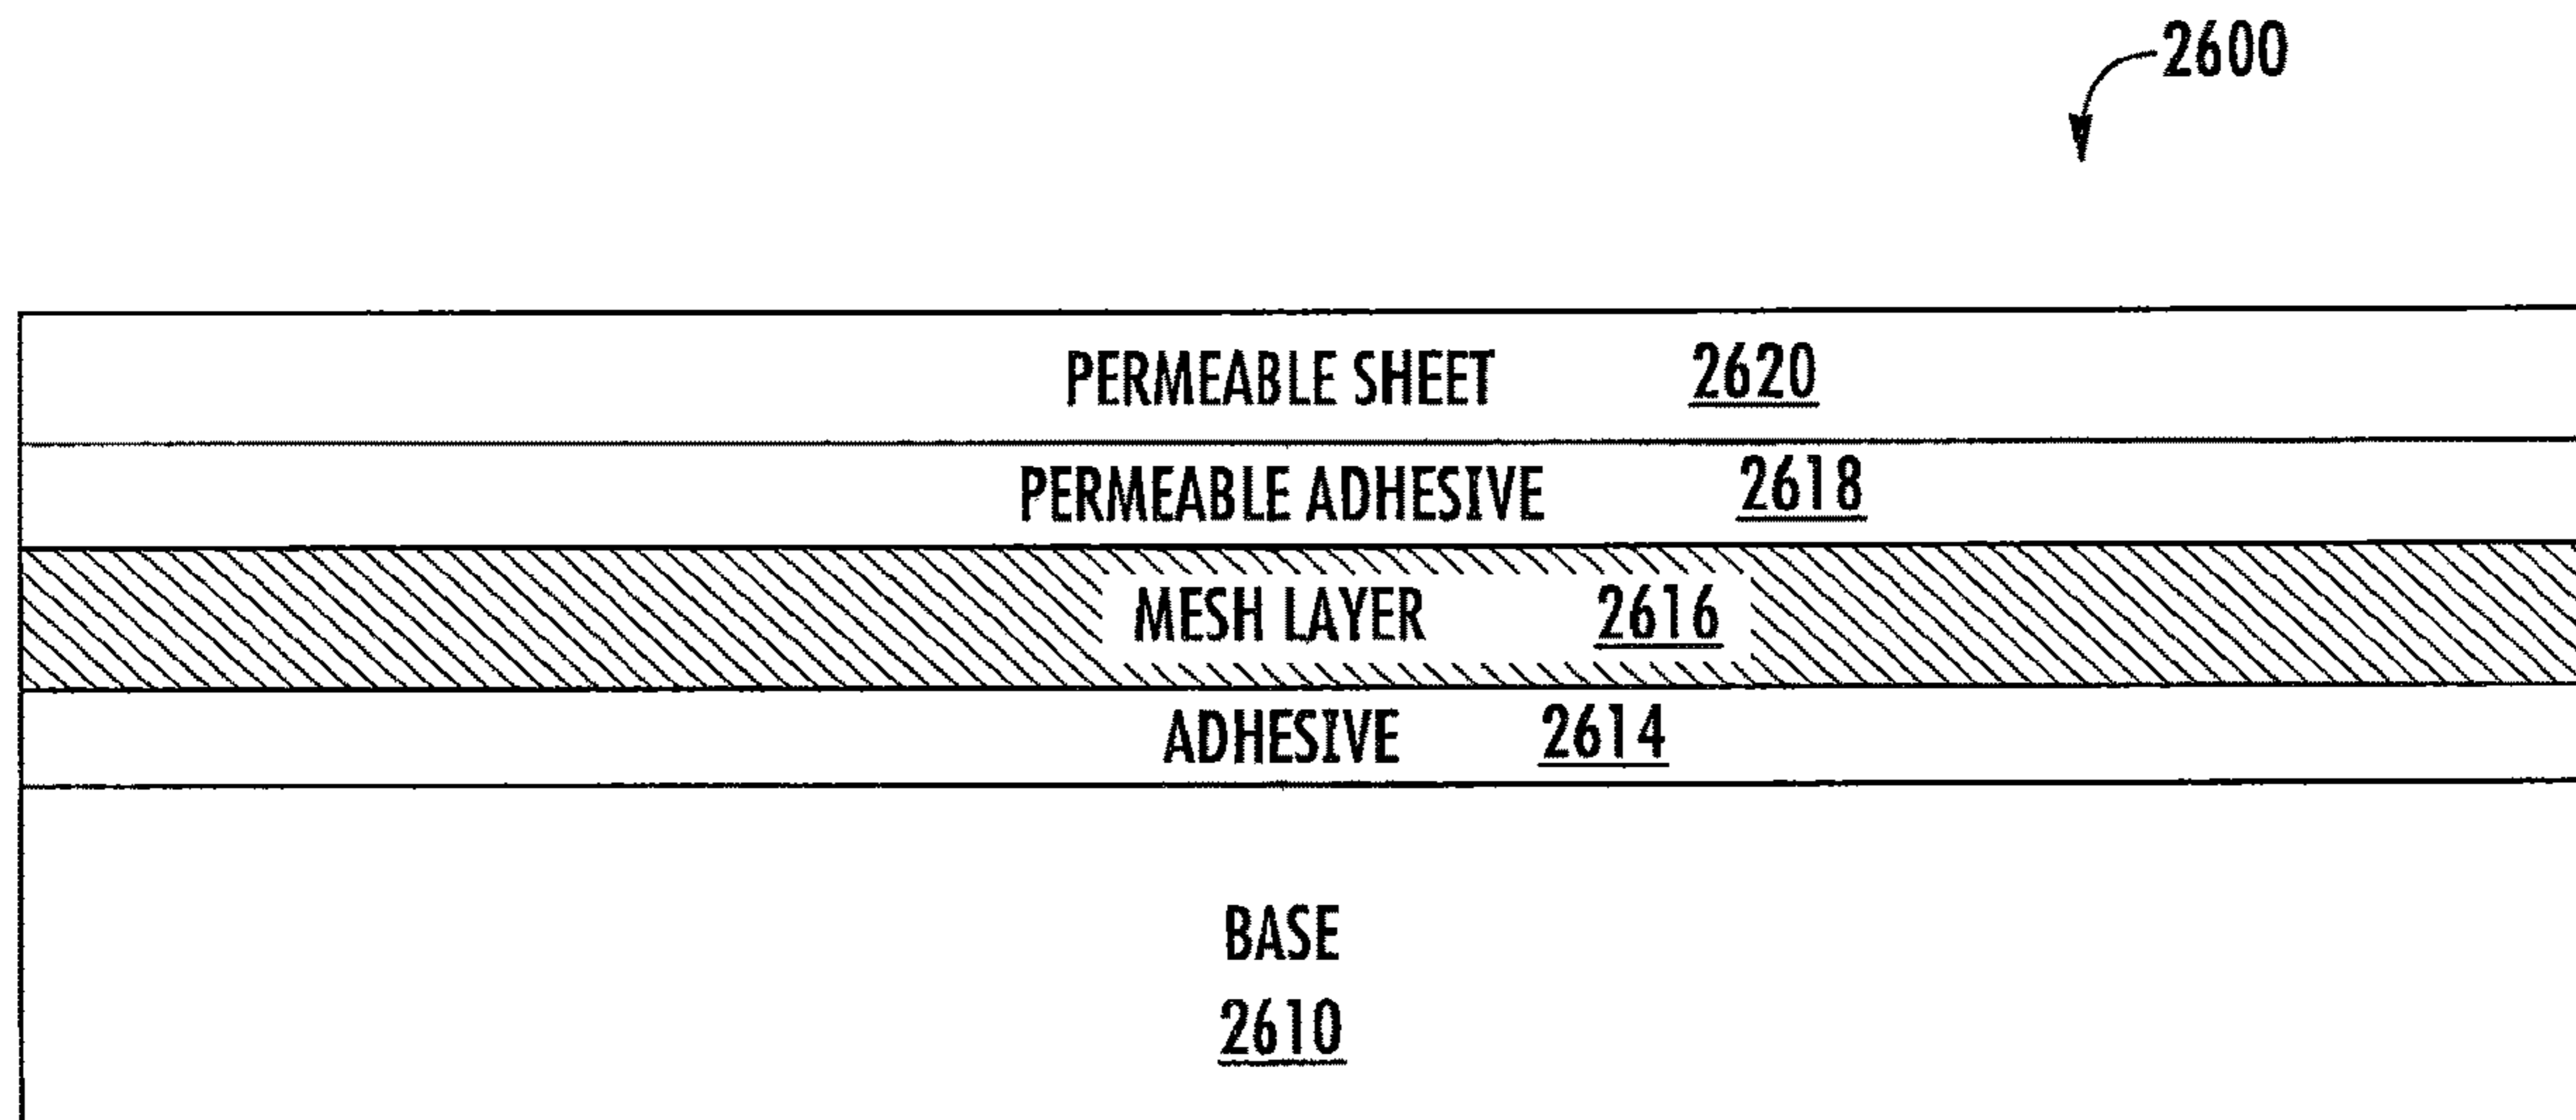 2600
PERMEABLE SHEET 2620
PERMEABLE ADHESIVE 2618
MESH LAYER 2616
ADHESIVE 2614
BASE
2610